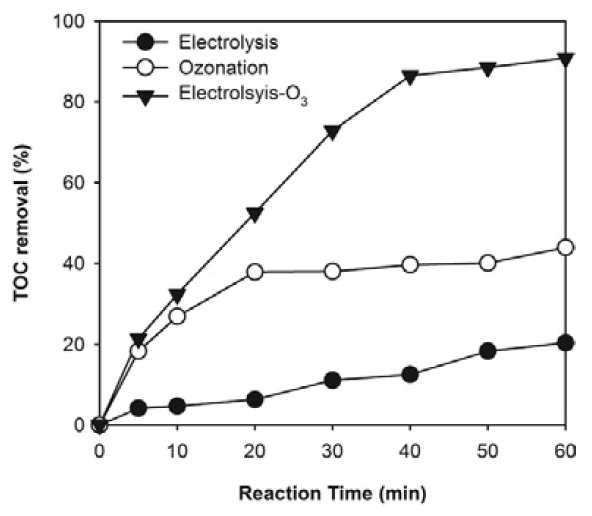 100
80
60
40
20
0
TOC removal (%)
Electrolysis
Ozonation
Electrolsyis-O₃
0 10 20 30 40 50 60
Reaction Time (min)